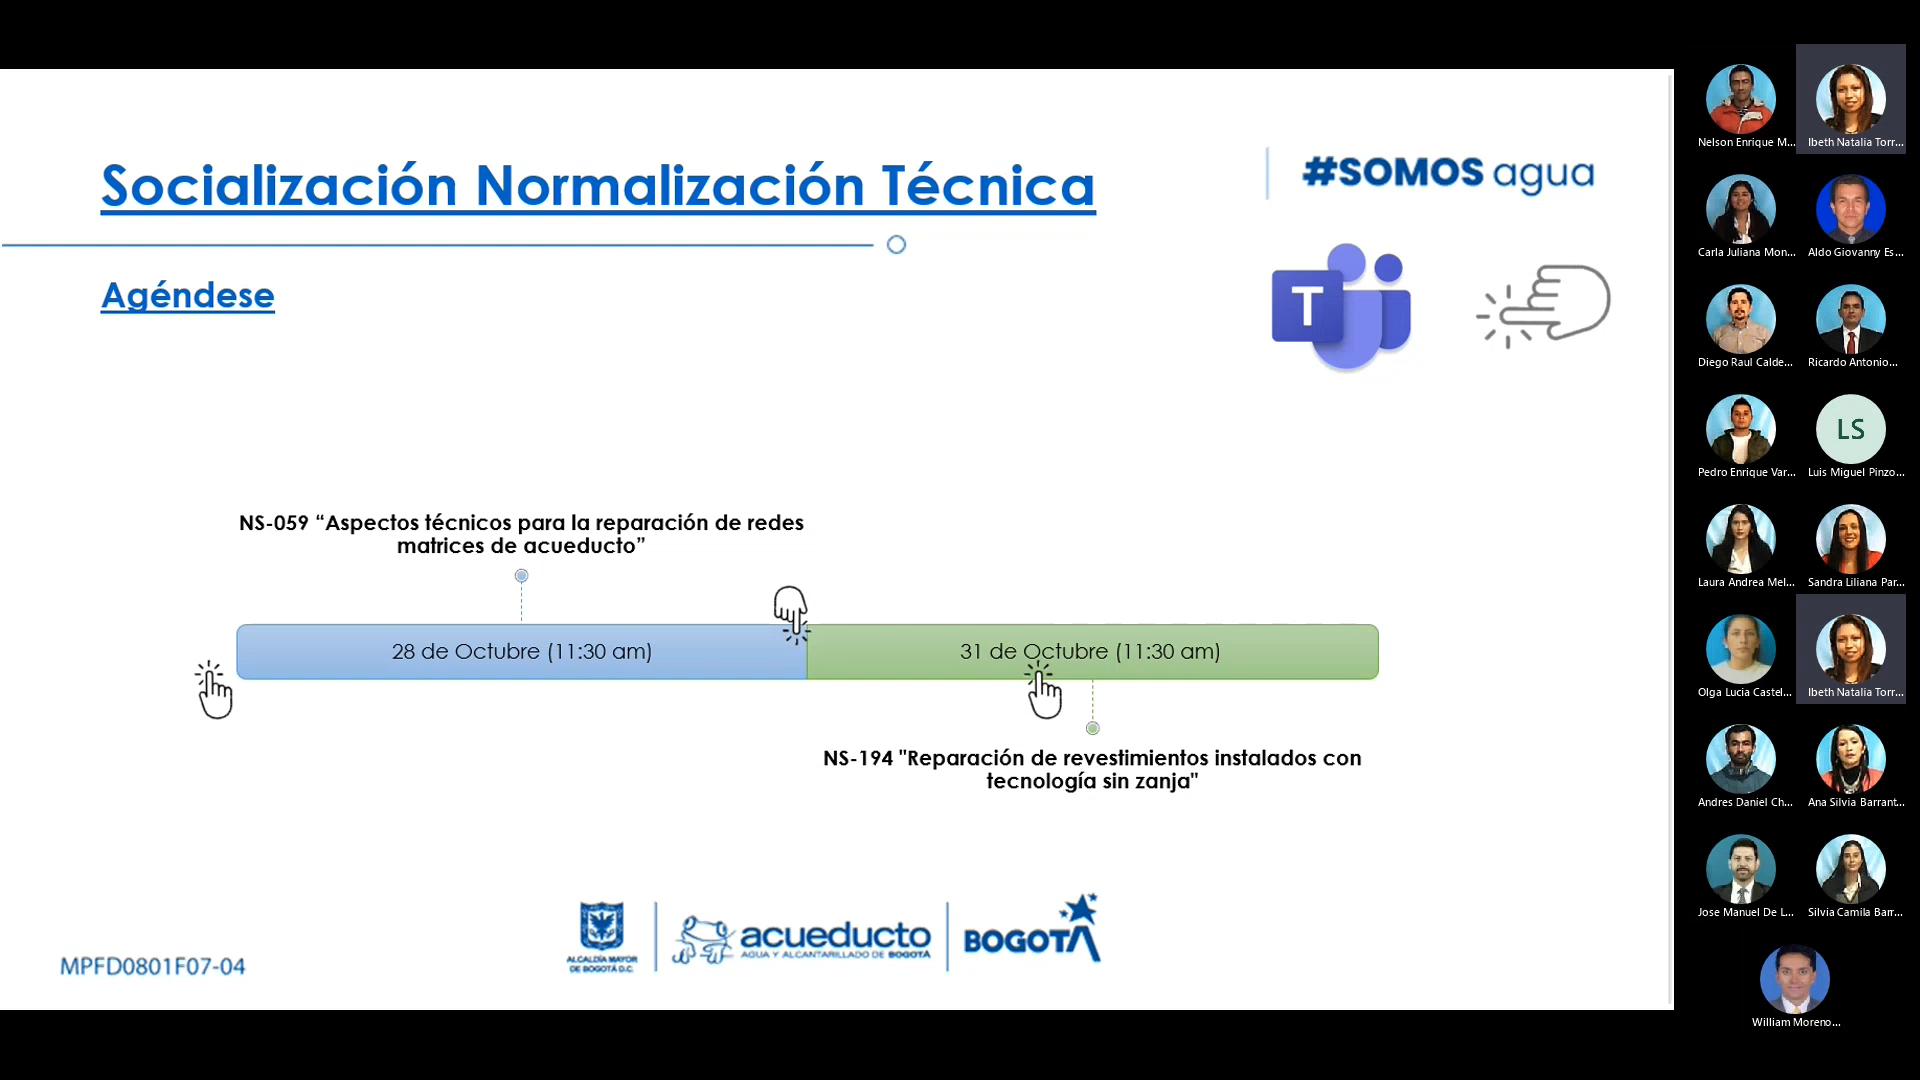 Socialización Normalización Técnica
#SOMOS agua
Agéndese
T
NS-059 “Aspectos técnicos para la reparación de redes
matrices de acueducto”
28 de Octubre (11:30 am)
31 de Octubre (11:30 am)
NS-194 "Reparación de revestimientos instalados con
tecnología sin zanja"
ALCALDÍA MAYOR
DE BOGOTÁ D.C.
acueducto
AGUA Y ALCANTARILLADO DE BOGOTÁ
BOGOTÁ
MPFD0801F07-04
Nelson Enrique M...
Ibeth Natalia Torr...
Carla Juliana Mon...
Aldo Giovanny Es...
Diego Raul Calde...
Ricardo Antonio...
Pedro Enrique Var...
LS
Luis Miguel Pinzo...
Laura Andrea Mel...
Sandra Liliana Par...
Olga Lucia Castel...
Ibeth Natalia Torr...
Andres Daniel Ch...
Ana Silvia Barrant...
Jose Manuel De L...
Silvia Camila Barr...
William Moreno...